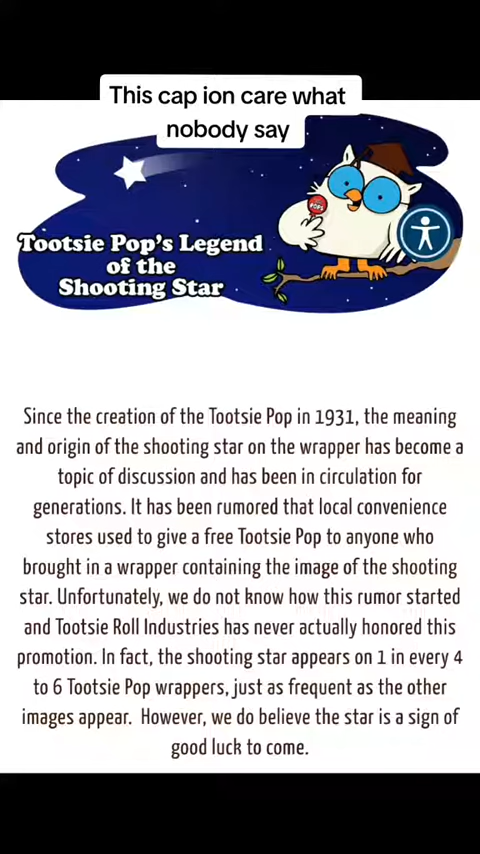 This cap ion care what
nobody say
POPS
Tootsie Pop's Legend
of the
Shooting Star
Since the creation of the Tootsie Pop in 1931, the meaning
and origin of the shooting star on the wrapper has become a
topic of discussion and has been in circulation for
generations. It has been rumored that local convenience
stores used to give a free Tootsie Pop to anyone who
brought in a wrapper containing the image of the shooting
star. Unfortunately, we do not know how this rumor started
and Tootsie Roll Industries has never actually honored this
promotion. In fact, the shooting star appears on 1 in every 4
to 6 Tootsie Pop wrappers, just as frequent as the other
images appear. However, we do believe the star is a sign of
good luck to come.